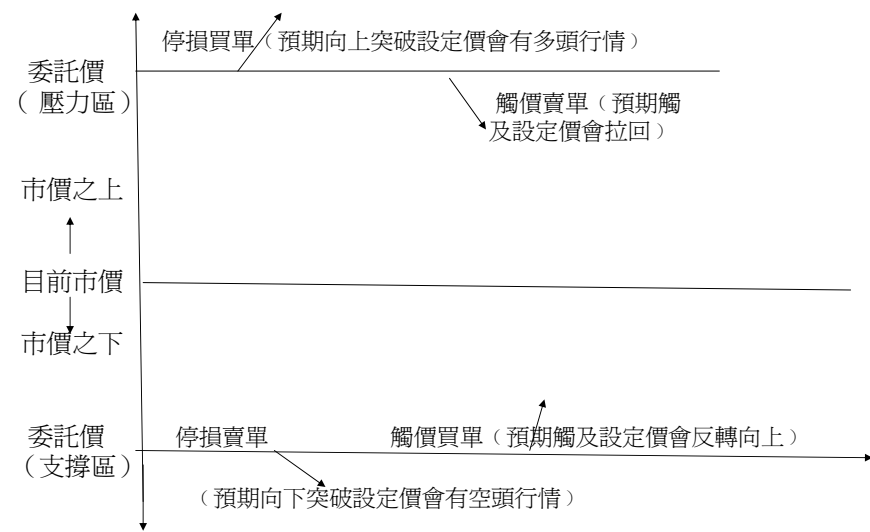 停損買單（預期向上突破設定價會有多頭行情）
委託價
（ 壓力區）
觸價賣單（預期觸
及設定價會拉回）
市價之上
目前市價
市價之下
委託價
（支撐區）
停損賣單
觸價買單（預期觸及設定價會反轉向上）
（預期向下突破設定價會有空頭行情）